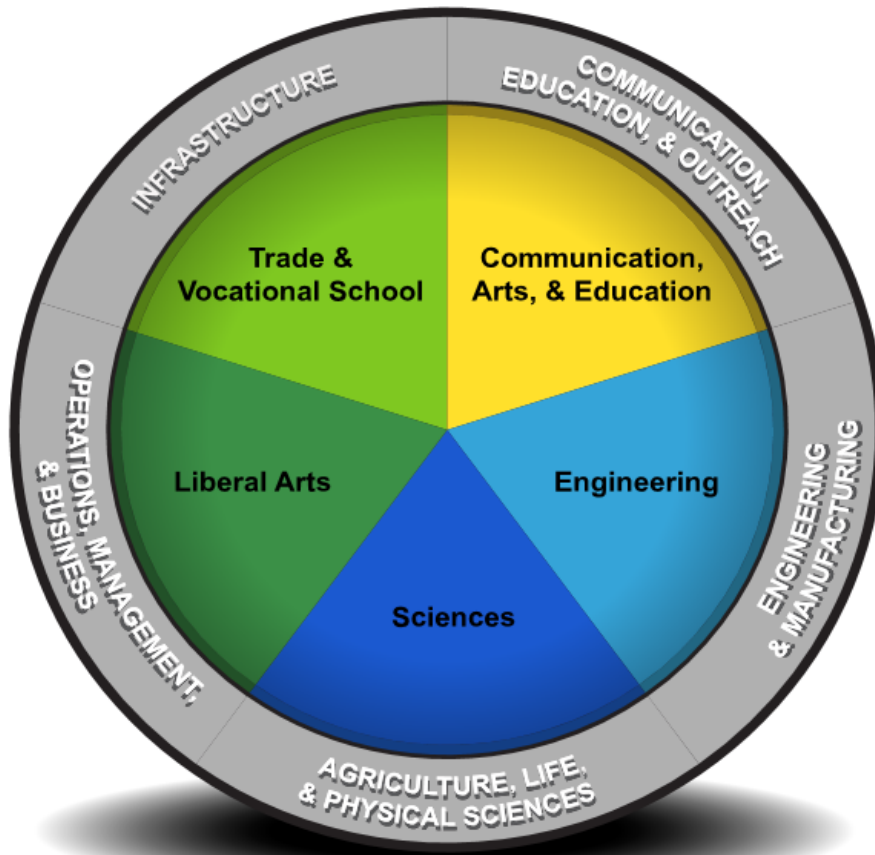 INFRASTRUCTURE
COMMUNICATION,
EDUCATION, & OUTREACH
Trade &
Vocational School
Communication,
Arts, & Education
OPERATIONS, MANAGEMENT,
& BUSINESS
Liberal Arts
Engineering
ENGINEERING
& MANUFACTURING
Sciences
AGRICULTURE, LIFE,
& PHYSICAL SCIENCES